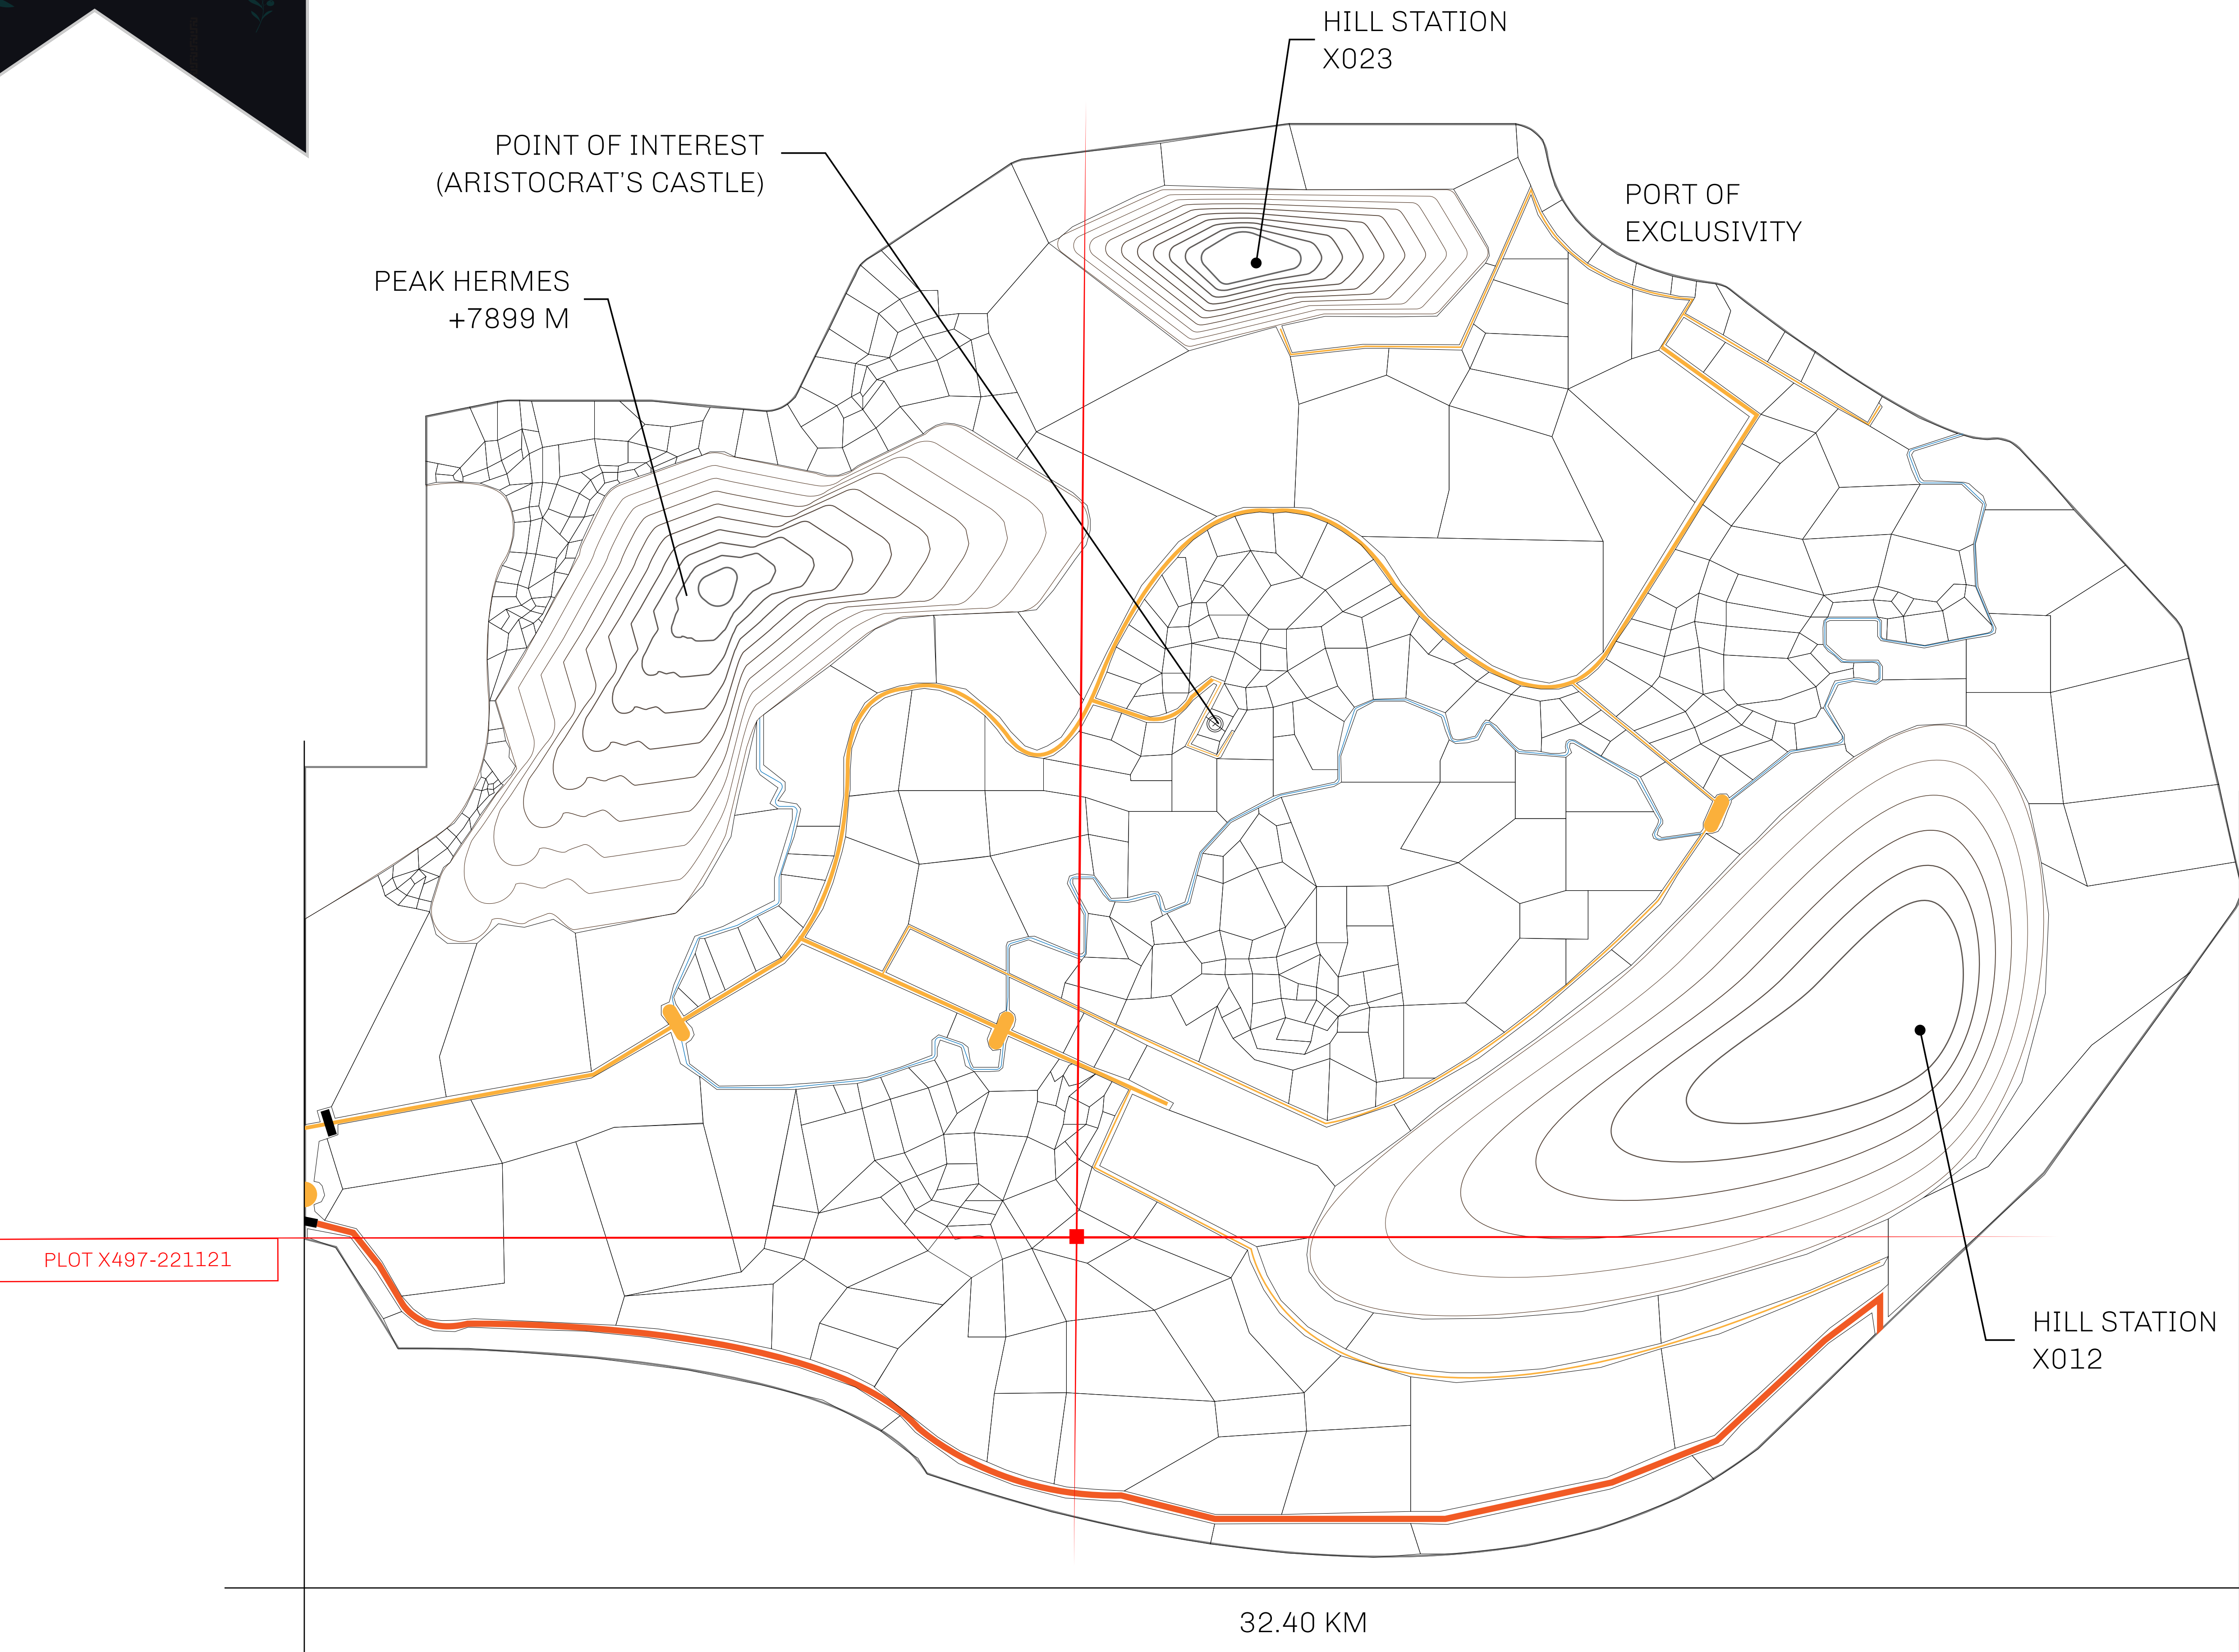 HILL STATION
X023
POINT OF INTEREST
(ARISTOCRAT'S CASTLE)
PORT OF
EXCLUSIVITY
PEAK HERMES
+7899 M
PLOT X497-221121
HILL STATION
X012
32.40 KM